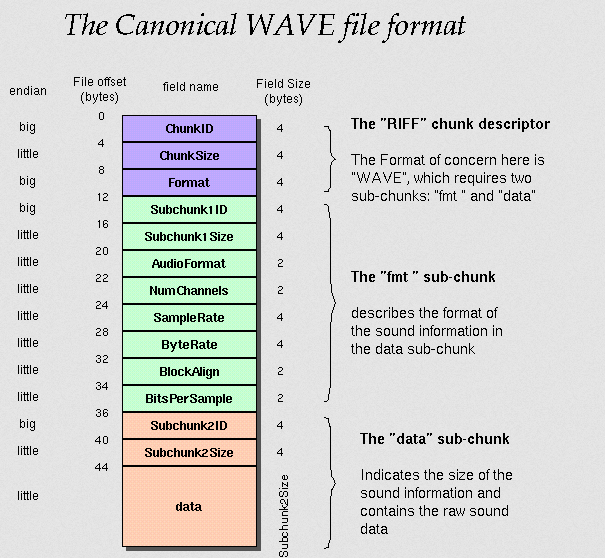 The Canonical WAVE file format
endian
File offset
(bytes)
field name
Field Size
(bytes)
0
big
ChunkID
4
4
little
ChunkSize
4
8
big
Format
4
12
The "RIFF" chunk descriptor
The Format of concern here is
"WAVE", which requires two
sub-chunks: "fmt " and "data"
big
Subchunk1ID
4
16
little
Subchunk1Size
4
20
little
AudioFormat
2
22
little
NumChannels
2
24
little
SampleRate
4
28
little
ByteRate
4
32
little
BlockAlign
2
34
little
BitsPerSample
2
36
The "fmt " sub-chunk
describes the format of
the sound information in
the data sub-chunk
big
Subchunk2ID
4
40
little
Subchunk2Size
4
44
little
data
Subchunk2Size
The "data" sub-chunk
Indicates the size of the
sound information and
contains the raw sound
data